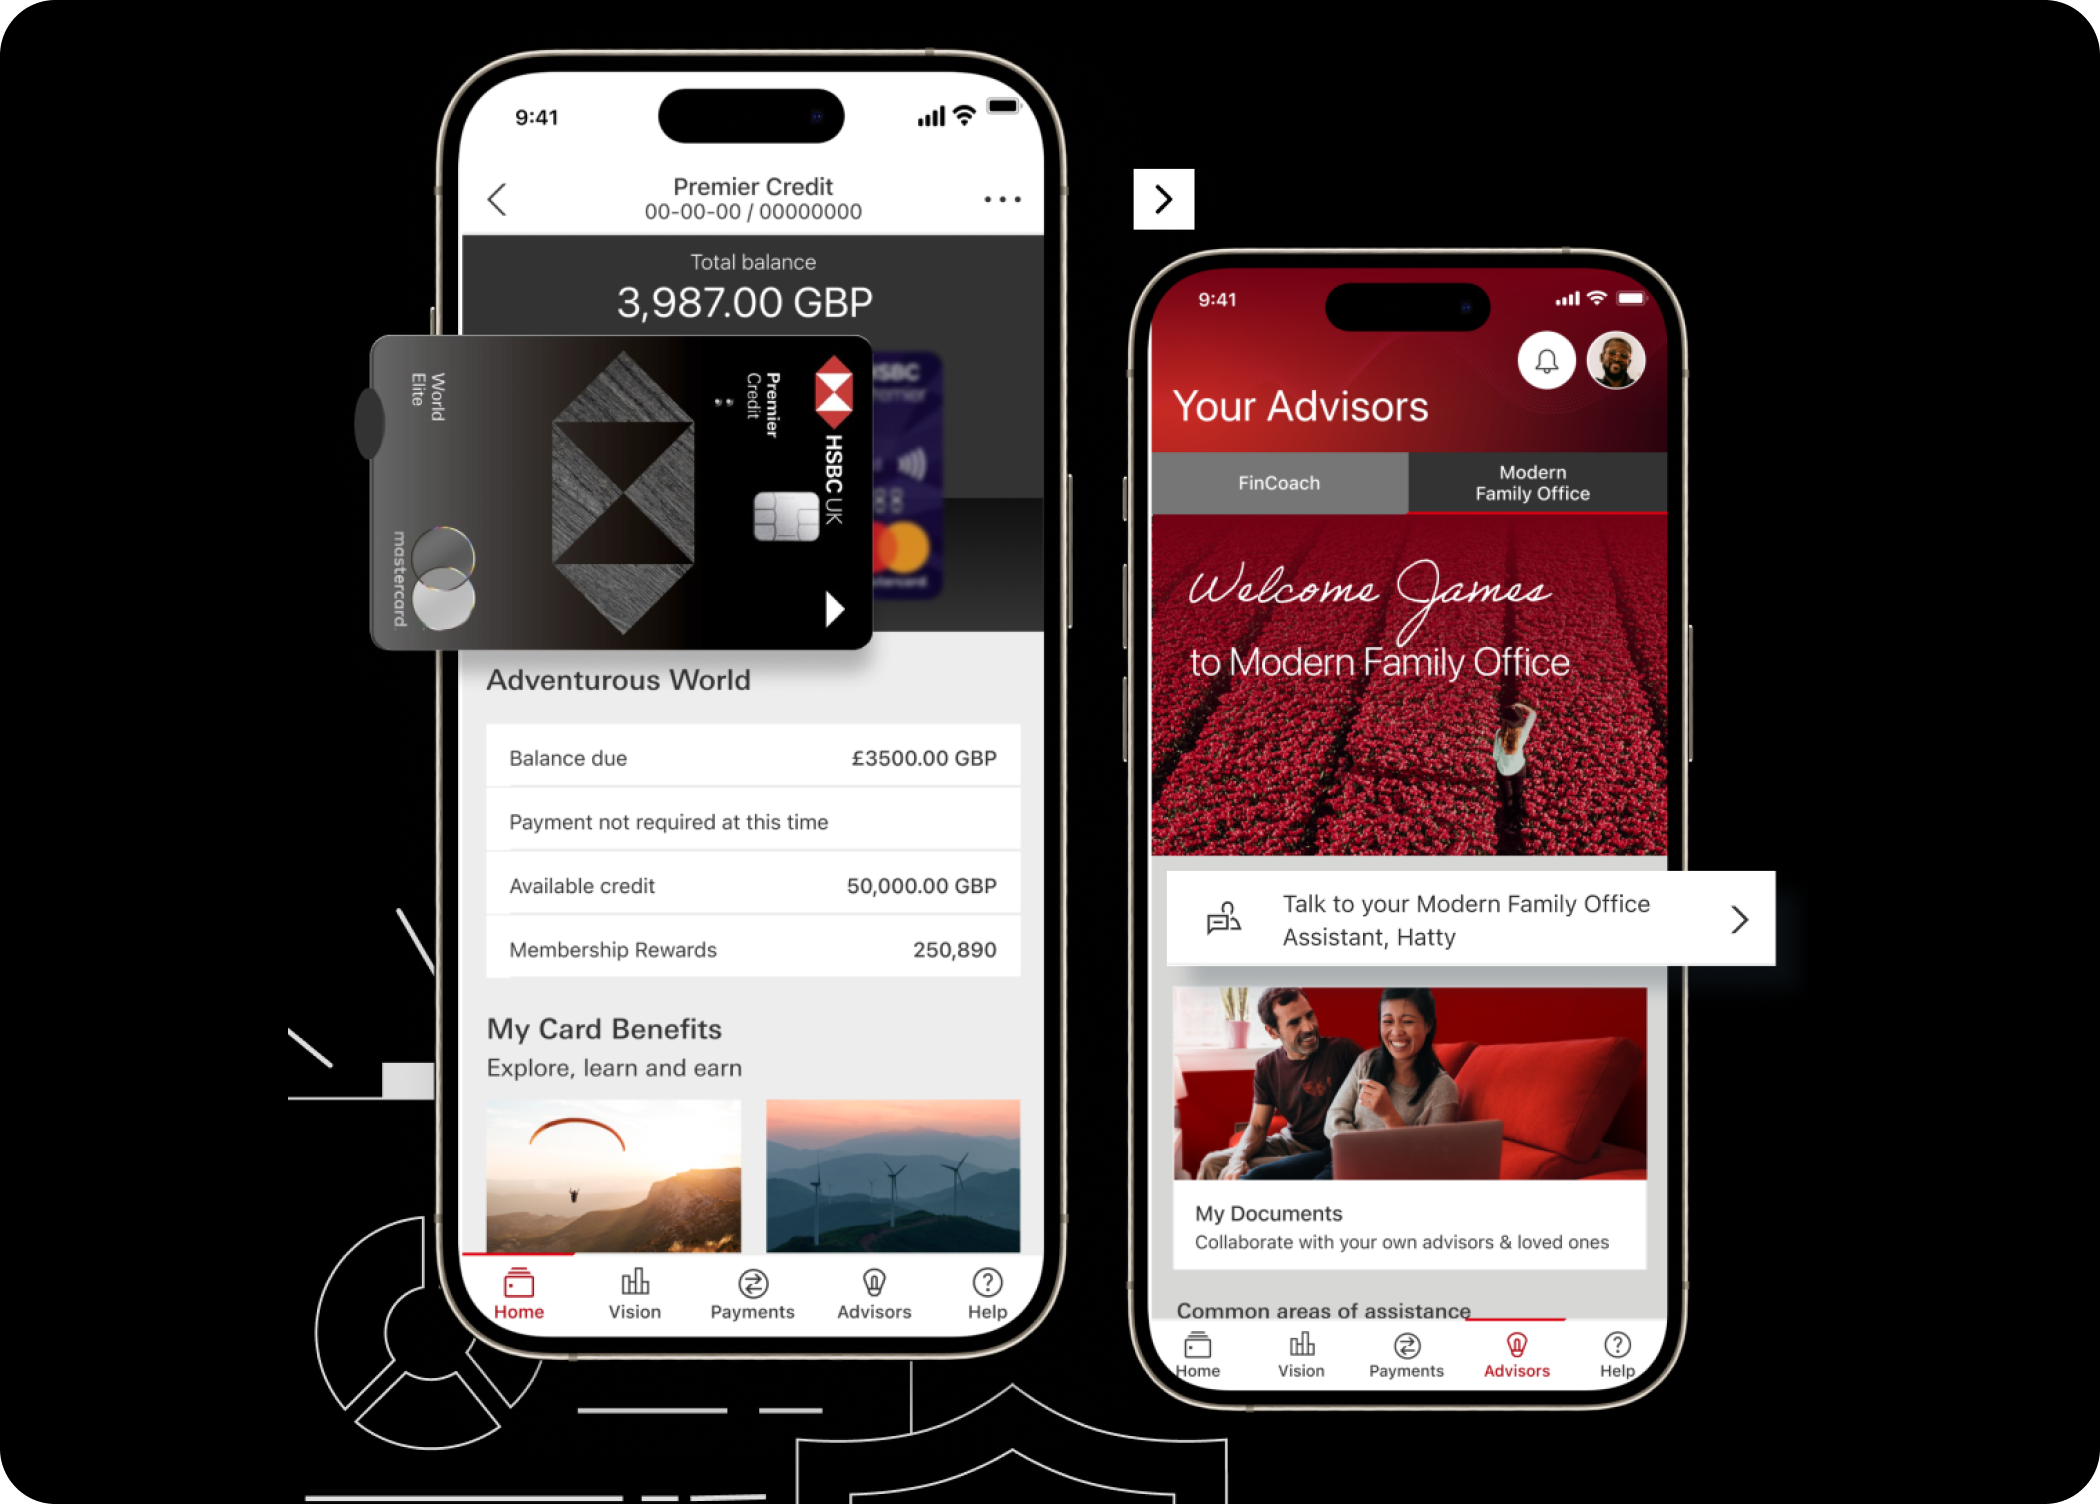 9:41
Premier Credit
00-00-00 / 00000000
Total balance
3,987.00 GBP
World
Elite
Premier
Credit
HSBC UK
mastercard
HSBC
Premier
mastercard
Adventurous World
Balance due £3500.00 GBP
Payment not required at this time
Available credit 50,000.00 GBP
Membership Rewards 250,890
My Card Benefits
Explore, learn and earn
Home Vision Payments Advisors Help
9:41
Your Advisors
FinCoach
Modern
Family Office
Welcome James
to Modern Family Office
Talk to your Modern Family Office
Assistant, Hatty
My Documents
Collaborate with your own advisors & loved ones
Common areas of assistance
Home Vision Payments Advisors Help